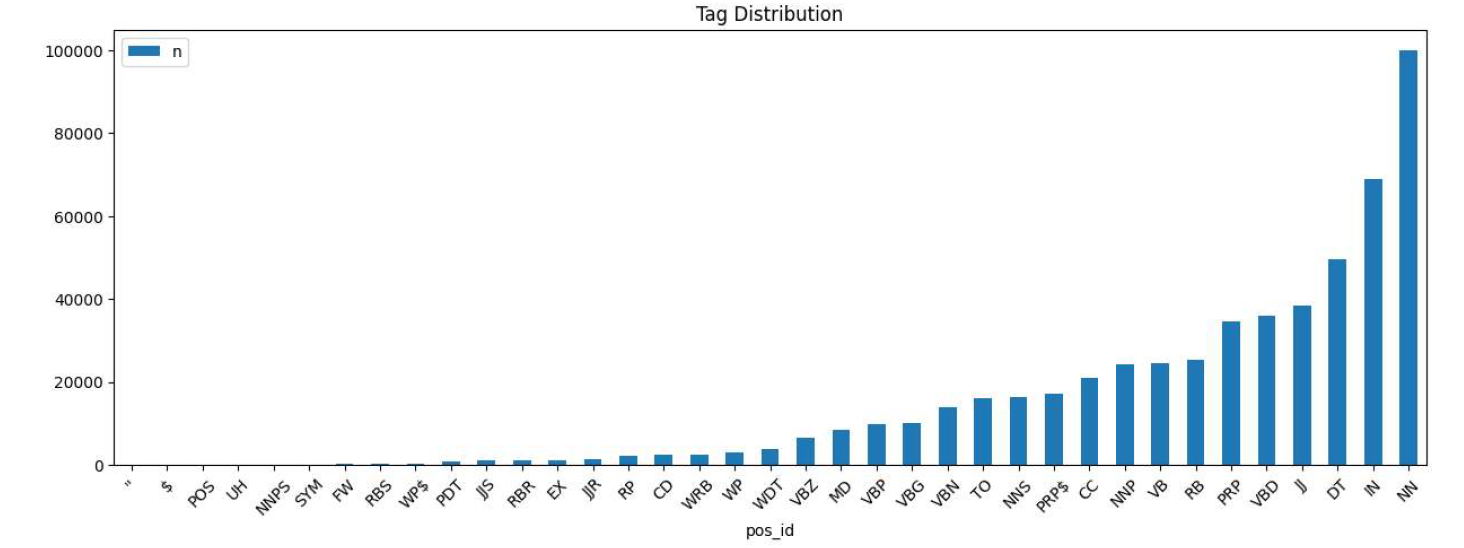 Tag Distribution
n
100000
80000
60000
40000
20000
0
" $ POS UH NNPS SYM FW RBS WP$ PDT JJS RBR EX JJR RP CD WRB WP WDT VBZ MD VBP VBG VBN TO NNS PRP$ CC NNP VB RB PRP VBD JJ DT IN NN
pos_id